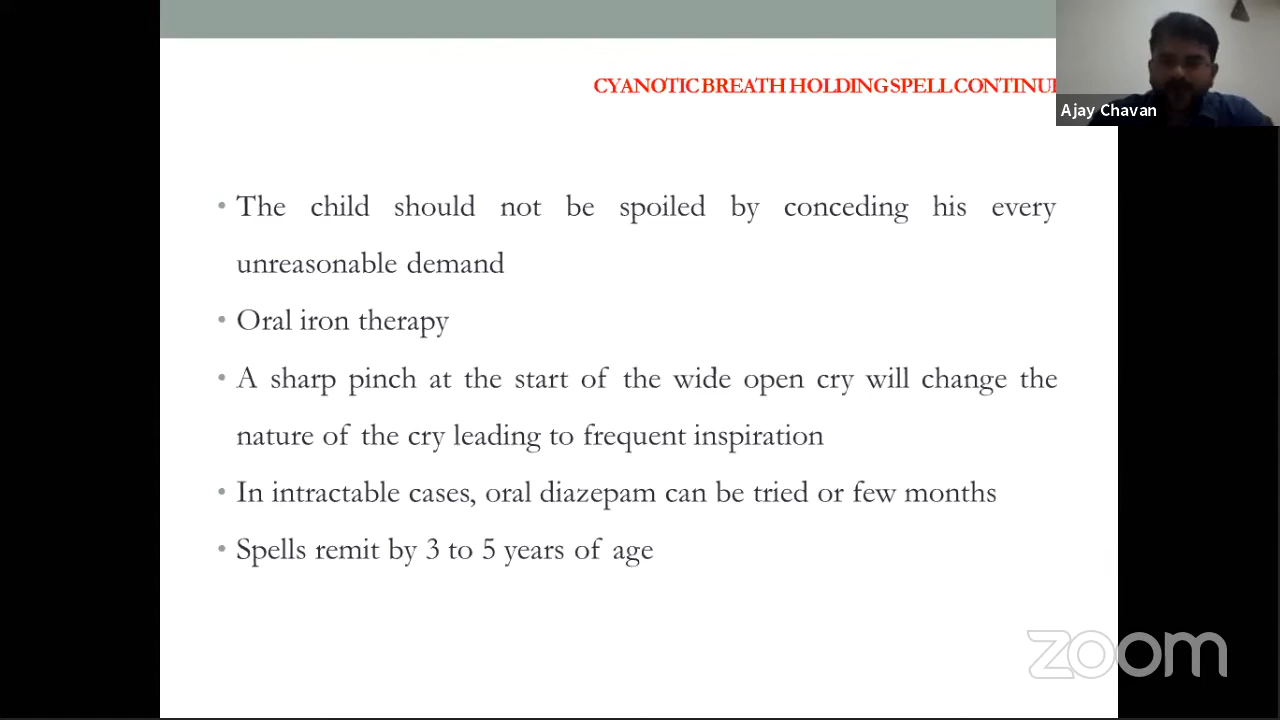 CYANOTIC BREATH HOLDING SPELL CONTINU
Ajay Chavan
• The child should not be spoiled by conceding his every
unreasonable demand
• Oral iron therapy
• A sharp pinch at the start of the wide open cry will change the
nature of the cry leading to frequent inspiration
• In intractable cases, oral diazepam can be tried or few months
• Spells remit by 3 to 5 years of age
zoom